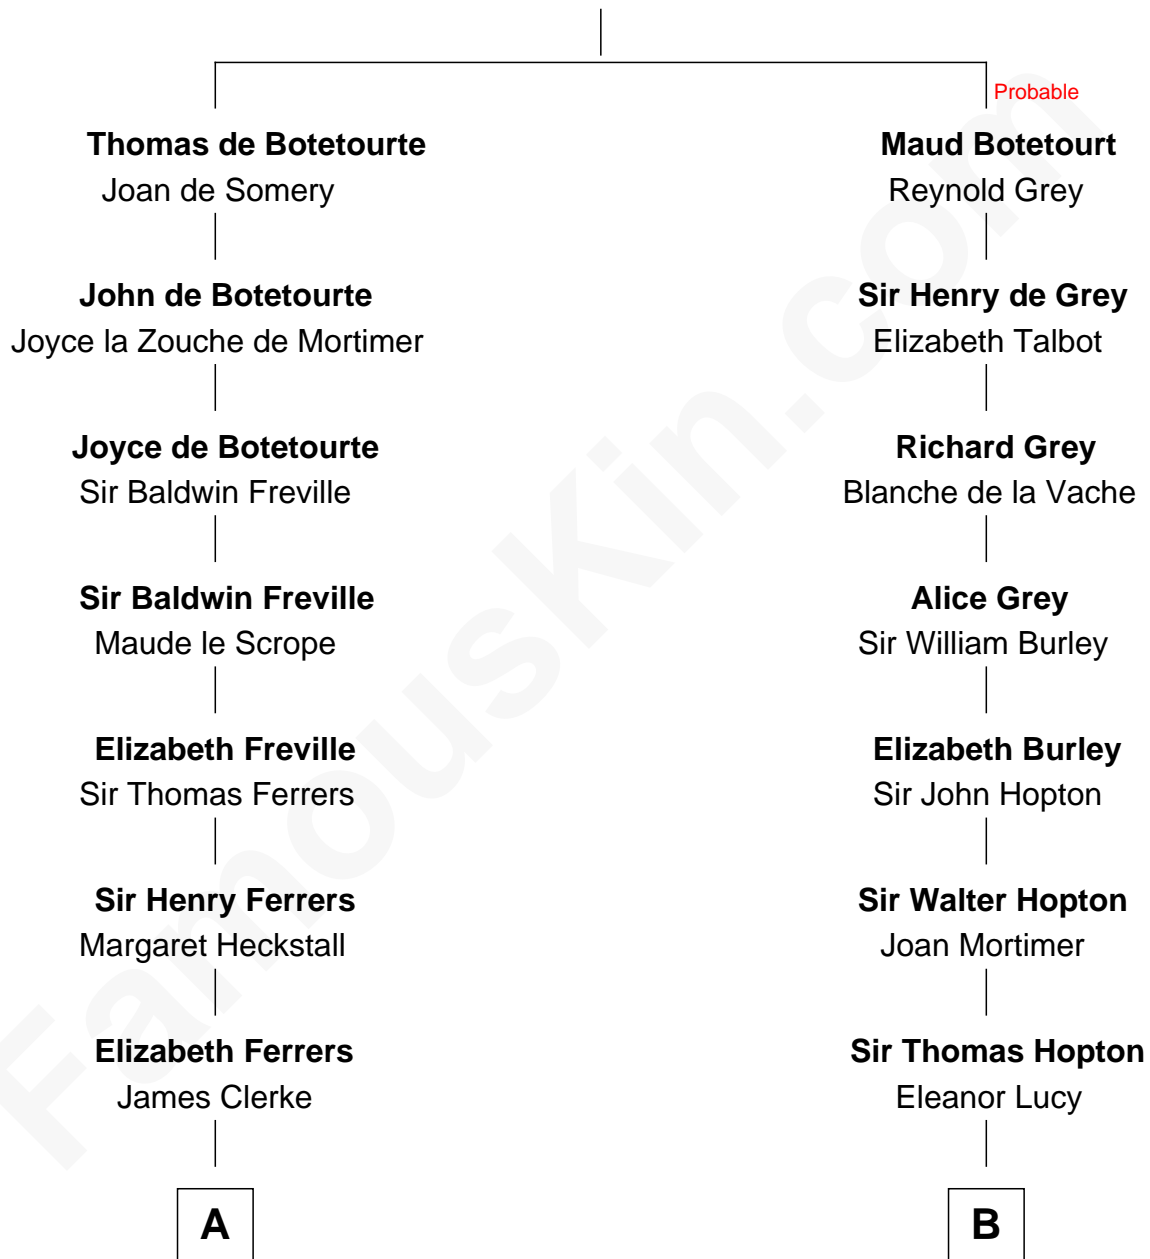 Probable
Thomas de Botetourte
Joan de Somery
Maud Botetourt
Reynold Grey
John de Botetourte
Joyce la Zouche de Mortimer
Sir Henry de Grey
Elizabeth Talbot
Joyce de Botetourte
Sir Baldwin Freville
Richard Grey
Blanche de la Vache
Sir Baldwin Freville
Maude le Scrope
Alice Grey
Sir William Burley
Elizabeth Freville
Sir Thomas Ferrers
Elizabeth Burley
Sir John Hopton
Sir Henry Ferrers
Margaret Heckstall
Sir Walter Hopton
Joan Mortimer
Elizabeth Ferrers
James Clerke
Sir Thomas Hopton
Eleanor Lucy
A
B
FamousKin.com